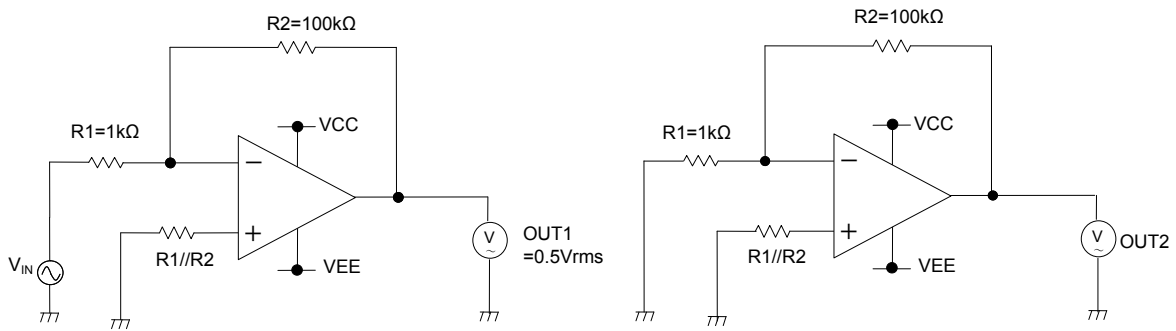 R2=100kΩ
R1=1kΩ
VCC
−
+
R1//R2
VEE
VIN
V
~
OUT1
=0.5Vrms
R2=100kΩ
R1=1kΩ
VCC
−
+
R1//R2
VEE
V
~
OUT2